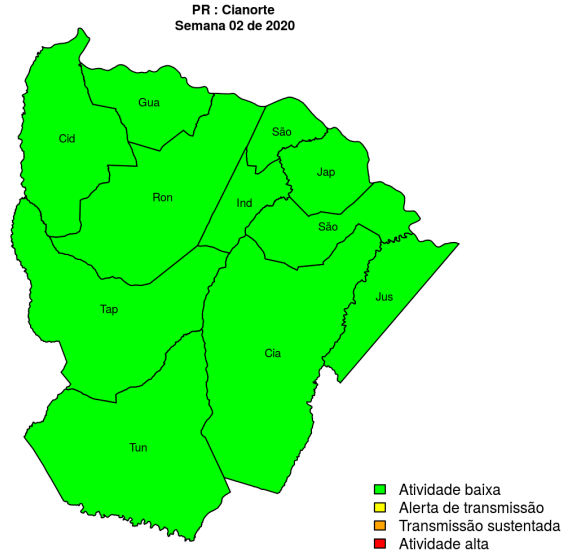 PR : Cianorte
Semana 02 de 2020
Gua
São
Cid
Jap
Ron
Ind
São
Jus
Tap
Cia
Tun
Atividade baixa
Alerta de transmissão
Transmissão sustentada
Atividade alta